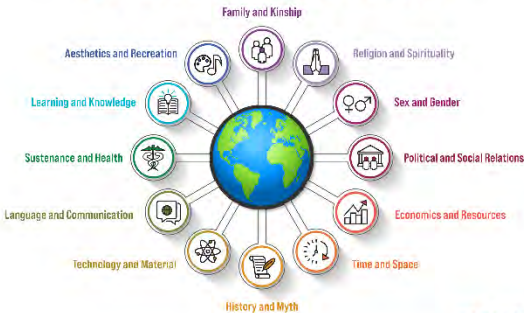 Family and Kinship
Aesthetics and Recreation
Religion and Spirituality
Learning and Knowledge
Sex and Gender
Sustenance and Health
Political and Social Relations
Language and Communication
Economics and Resources
Technology and Material
Time and Space
History and Myth